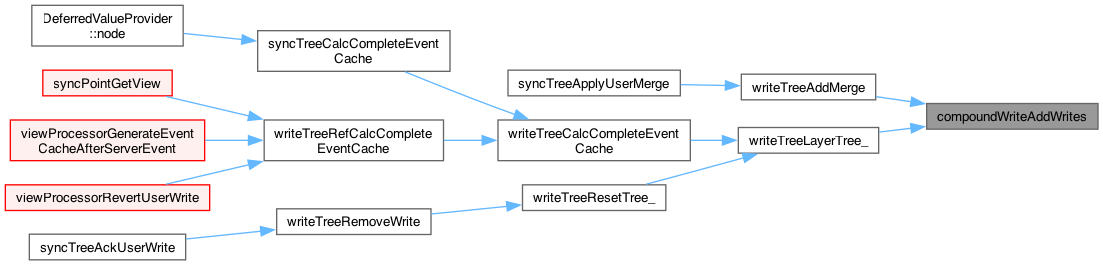 DeferredValueProvider
::node
syncTreeCalcCompleteEvent
Cache
syncPointGetView
syncTreeApplyUserMerge
writeTreeAddMerge
compoundWriteAddWrites
viewProcessorGenerateEvent
CacheAfterServerEvent
writeTreeRefCalcComplete
EventCache
writeTreeCalcCompleteEvent
Cache
writeTreeLayerTree_
viewProcessorRevertUserWrite
writeTreeResetTree_
writeTreeRemoveWrite
syncTreeAckUserWrite